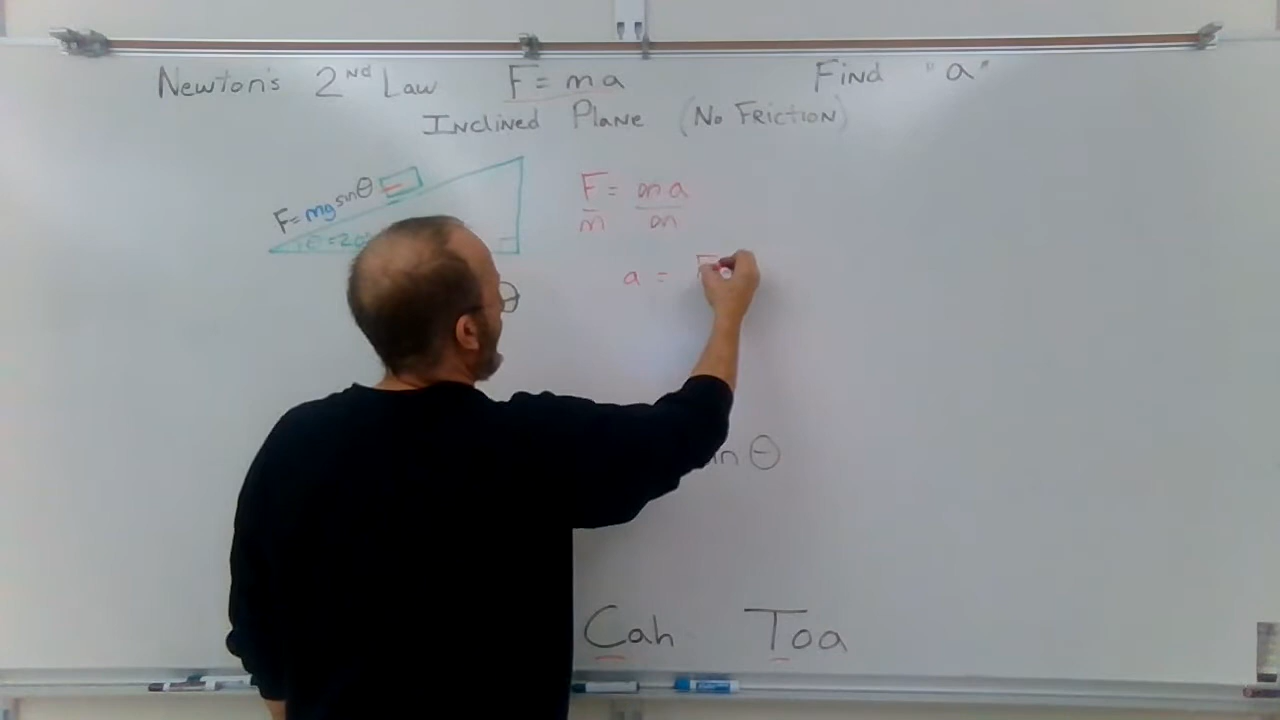 Newton's 2nd Law F = ma Find "a"
Inclined Plane (No Friction)
F=mg sinθ
θ=20
F/m = ma/m
a = F
θ
in θ
Cah Toa